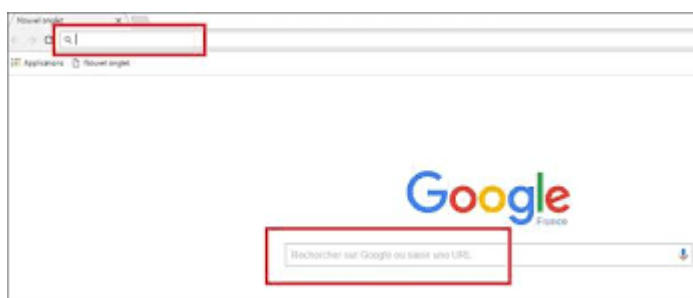 Nouvel onglet
Applications Nouvel onglet
Google
France
Rechercher sur Google ou saisir une URL